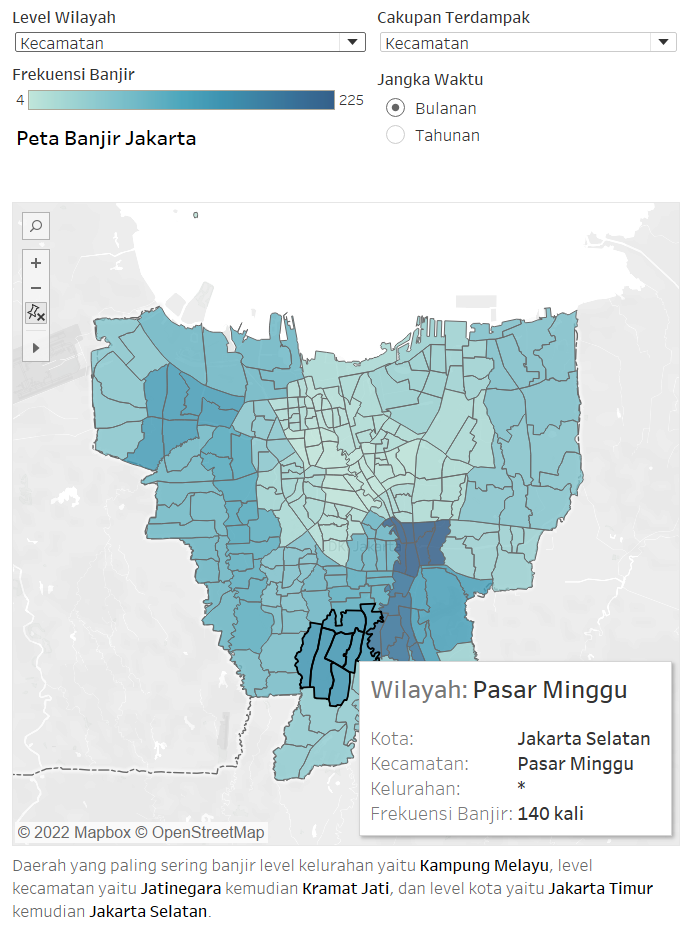 Level Wilayah
Cakupan Terdampak
Kecamatan
Kecamatan
Frekuensi Banjir
Jangka Waktu
4
225
Bulanan
Peta Banjir Jakarta
Tahunan
DKI Jakarta
Wilayah: Pasar Minggu
Kota: Jakarta Selatan
Kecamatan: Pasar Minggu
Kelurahan: *
Frekuensi Banjir: 140 kali
© 2022 Mapbox © OpenStreetMap
Daerah yang paling sering banjir level kelurahan yaitu Kampung Melayu, level
kecamatan yaitu Jatinegara kemudian Kramat Jati, dan level kota yaitu Jakarta Timur
kemudian Jakarta Selatan.